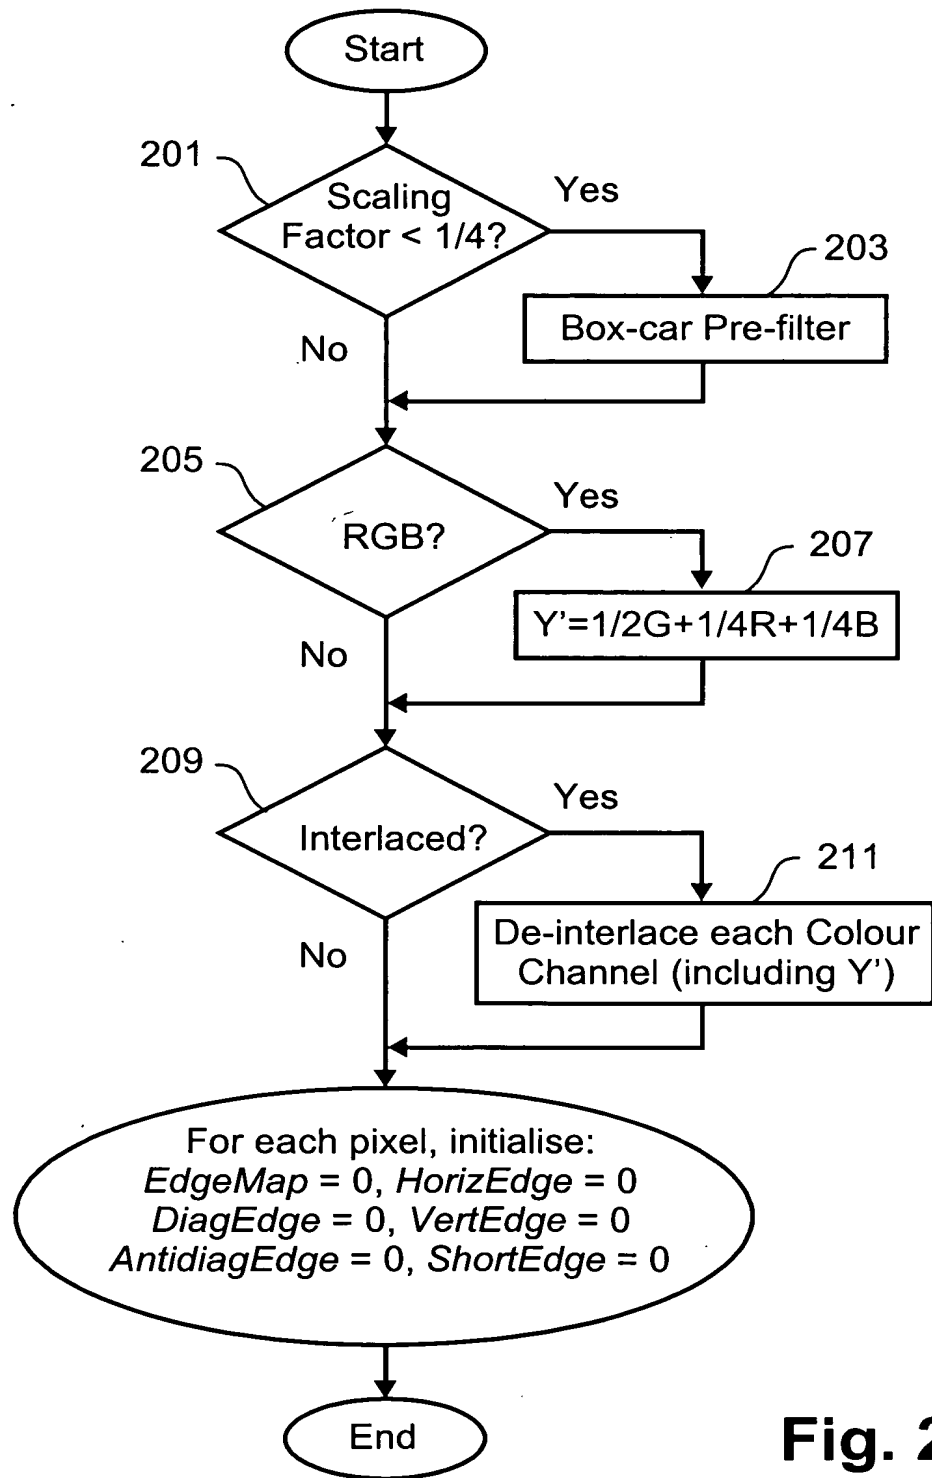 Start
201
Scaling
Factor < 1/4?
Yes
203
Box-car Pre-filter
No
205
RGB?
Yes
207
Y'=1/2G+1/4R+1/4B
No
209
Interlaced?
Yes
211
De-interlace each Colour
Channel (including Y')
No
For each pixel, initialise:
EdgeMap = 0, HorizEdge = 0
DiagEdge = 0, VertEdge = 0
AntidiagEdge = 0, ShortEdge = 0
End
Fig. 2